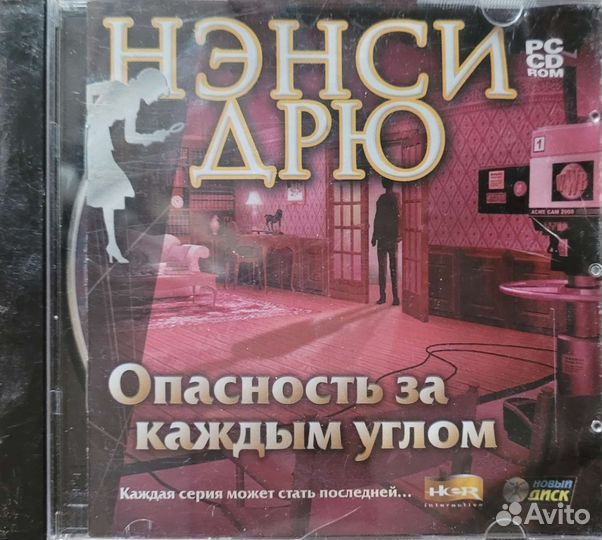 НЭНСИ
ДРЮ
PC
CD
ROM
1
ACME CAM 2000
Опасность за
каждым углом
Каждая серия может стать последней...
HER
interactive
НОВЫЙ
ДИСК
Avito